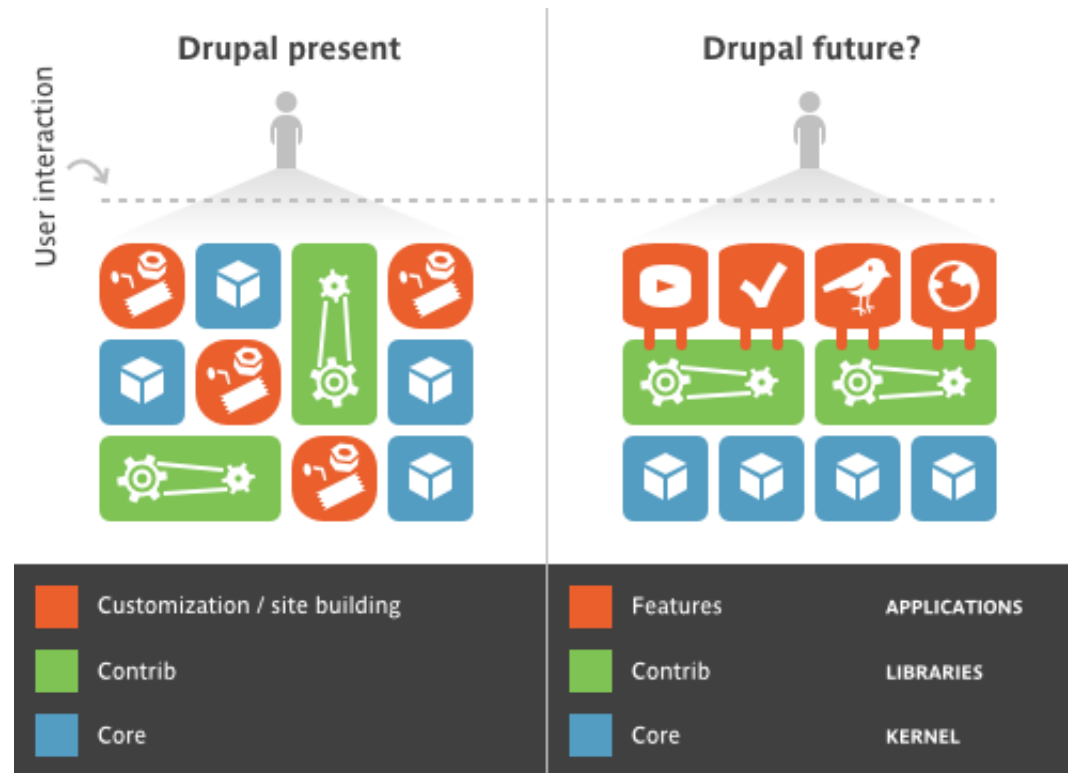 Drupal present
Drupal future?
User interaction
Customization / site building
Contrib
Core
Features
APPLICATIONS
Contrib
LIBRARIES
Core
KERNEL